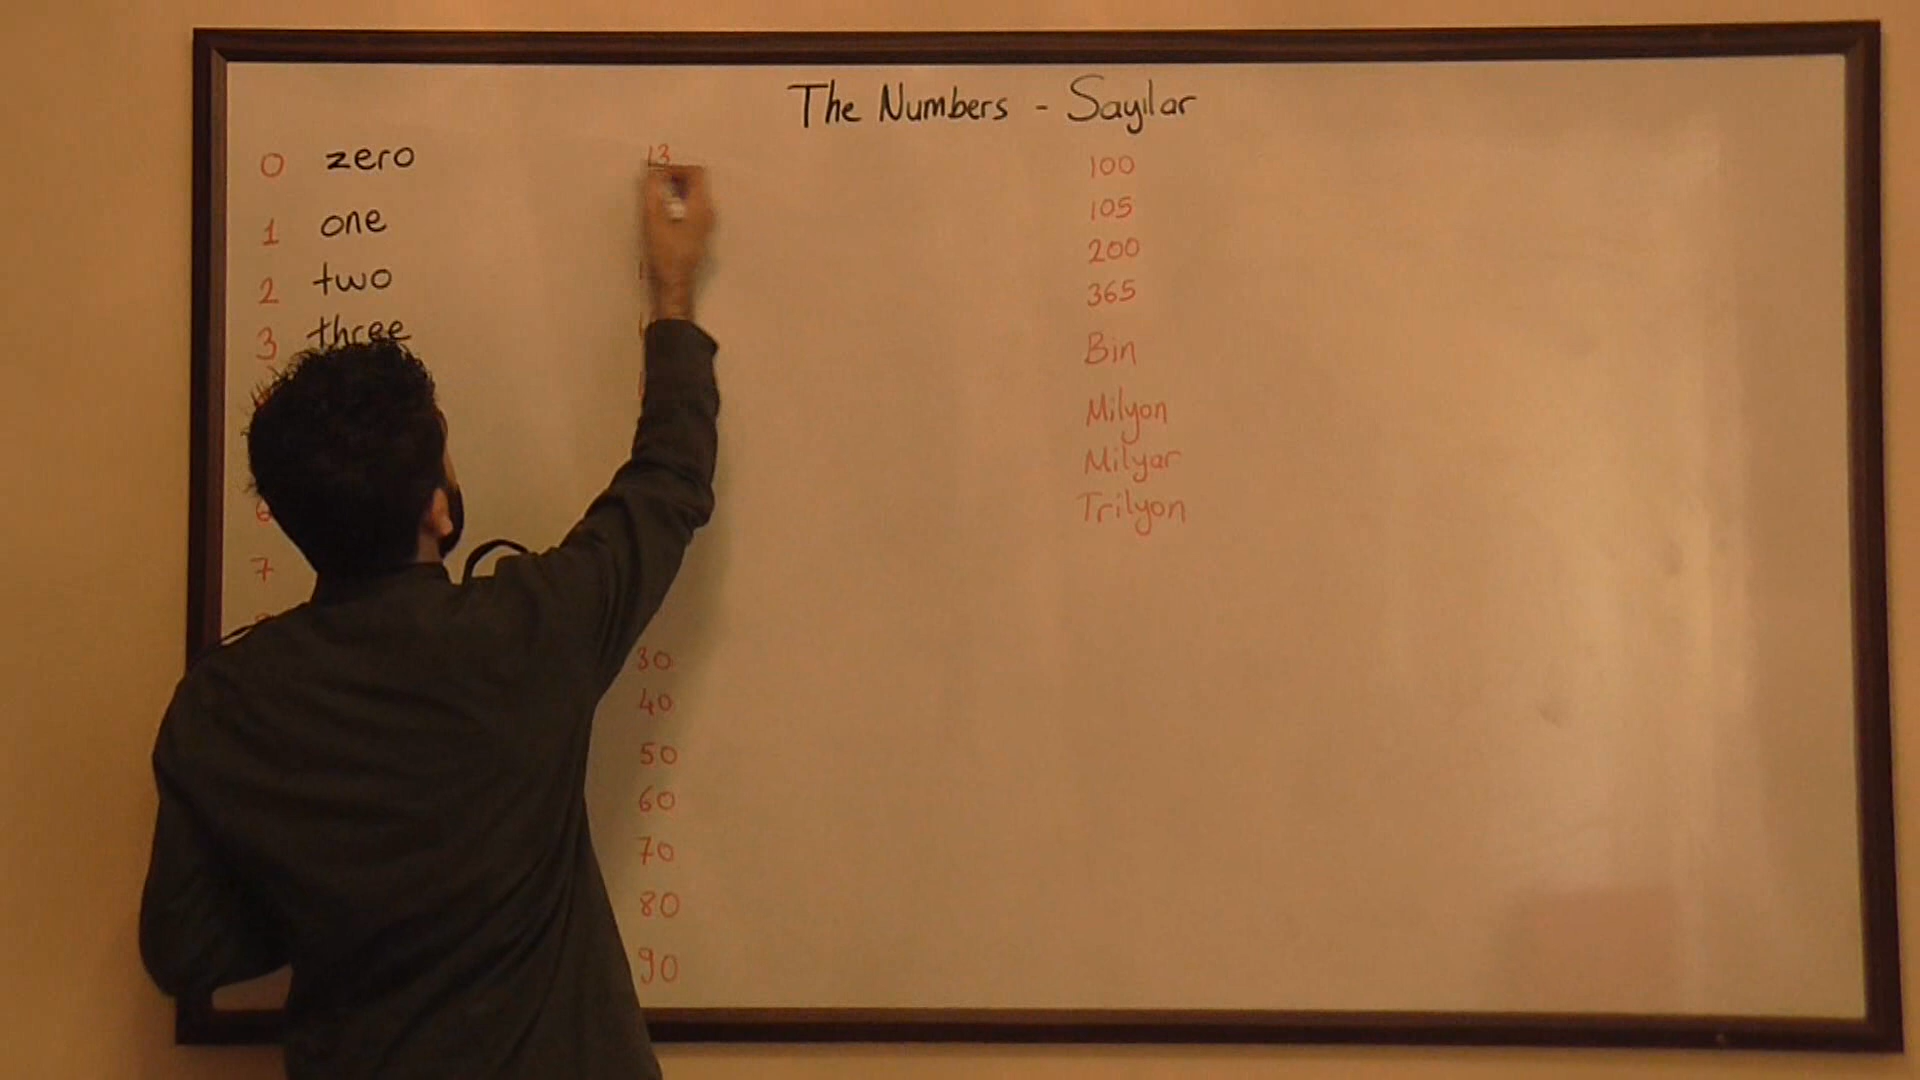 The Numbers - Sayılar
0 zero
1 one
2 two
3 three
7
13
30
40
50
60
70
80
90
100
105
200
365
Bin
Milyon
Milyar
Trilyon